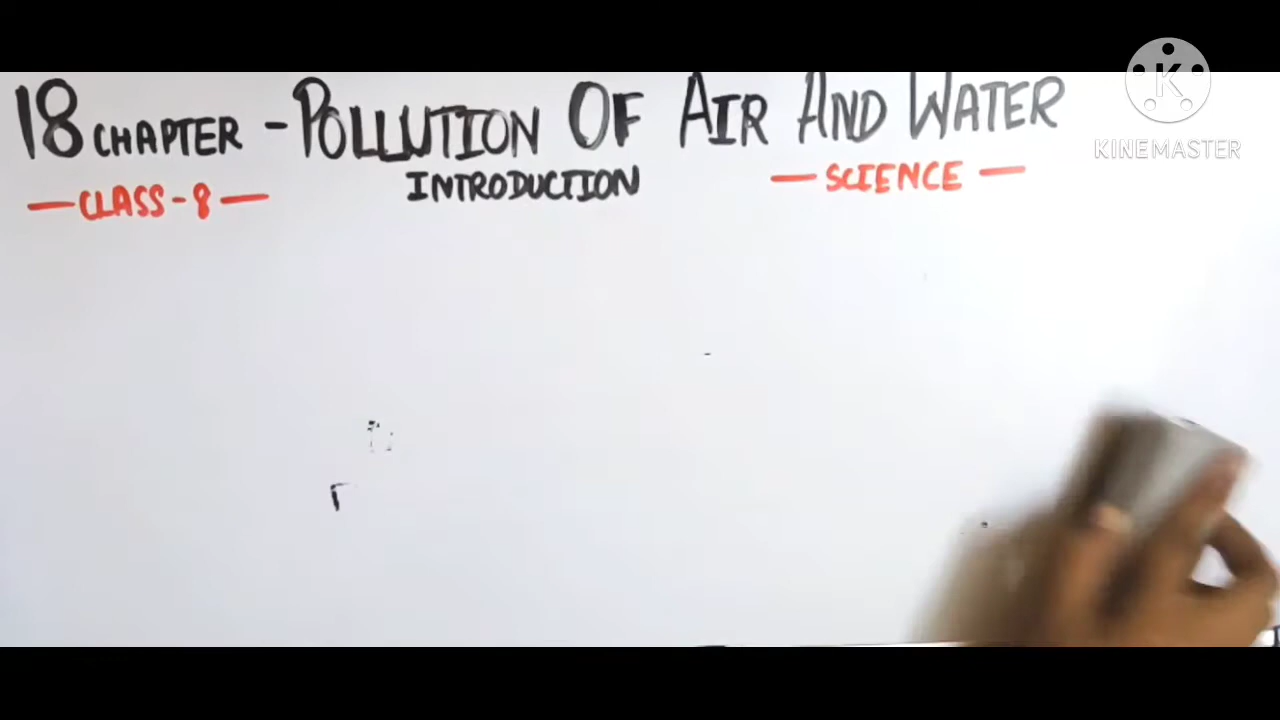 18 CHAPTER - POLLUTION OF AIR AND WATER
— CLASS - 8 — INTRODUCTION — SCIENCE —
K
KINEMASTER